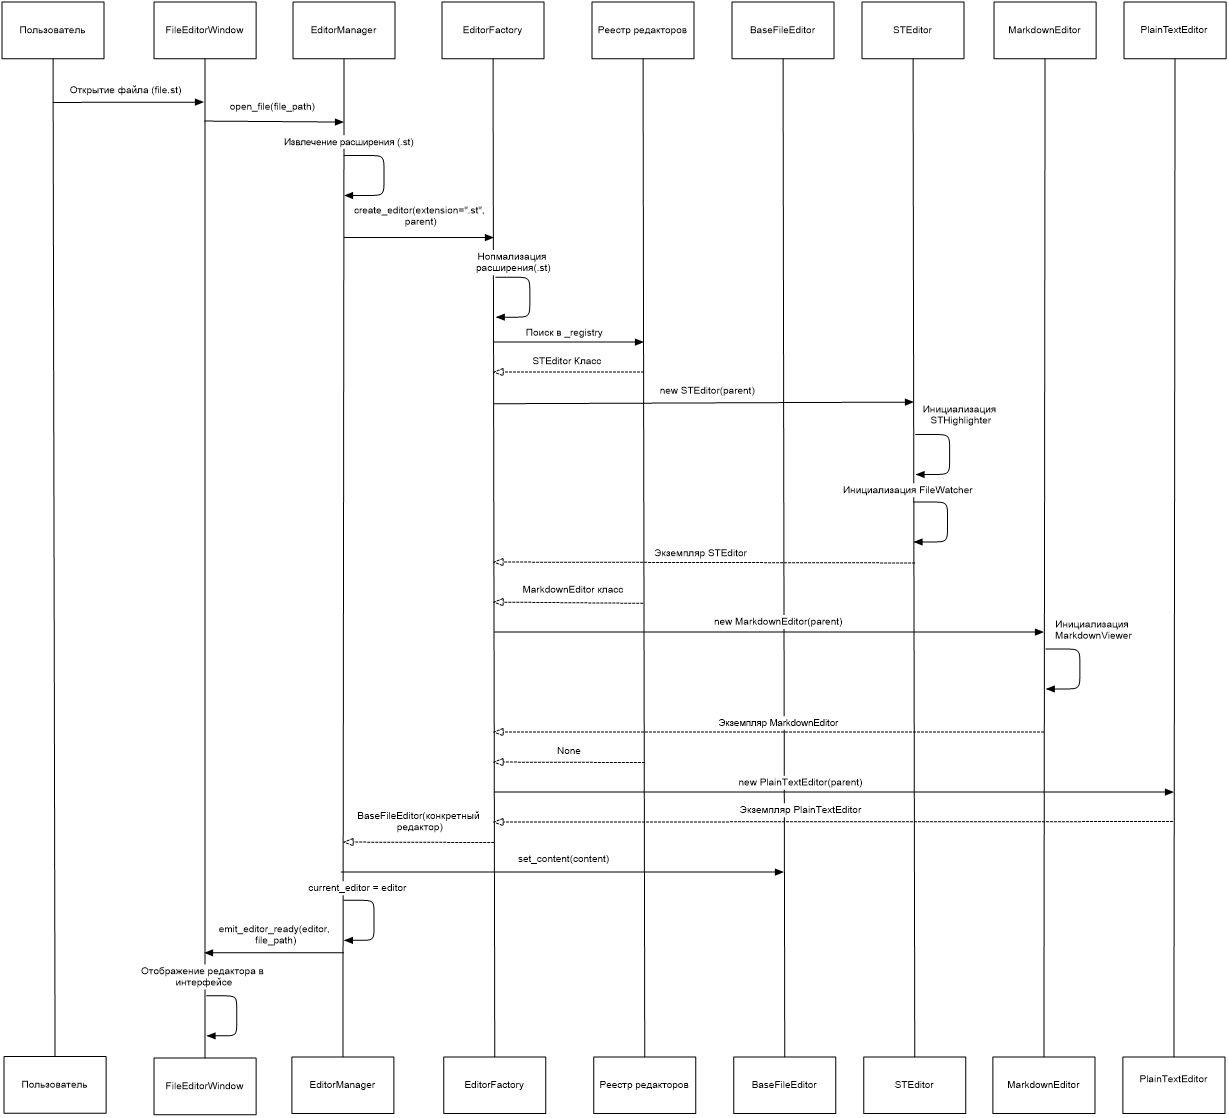 Пользователь
FileEditorWindow
EditorManager
EditorFactory
Реестр редакторов
BaseFileEditor
STEditor
MarkdownEditor
PlainTextEditor
Открытие файла (file.st)
open_file(file_path)
Извлечение расширения (.st)
create_editor(extension=".st",
parent)
Нопмализация
расширения(.st)
Поиск в _registry
STEditor Класс
new STEditor(parent)
Инициализация
STHighlighter
Инициализация FileWatcher
Экземпляр STEditor
MarkdownEditor класс
new MarkdownEditor(parent)
Инициализация
MarkdownViewer
Экземпляр MarkdownEditor
None
new PlainTextEditor(parent)
Экземпляр PlainTextEditor
BaseFileEditor(конкретный
редактор)
set_content(content)
current_editor = editor
emit_editor_ready(editor,
file_path)
Отображение редактора в
интерфейсе
Пользователь
FileEditorWindow
EditorManager
EditorFactory
Реестр редакторов
BaseFileEditor
STEditor
MarkdownEditor
PlainTextEditor